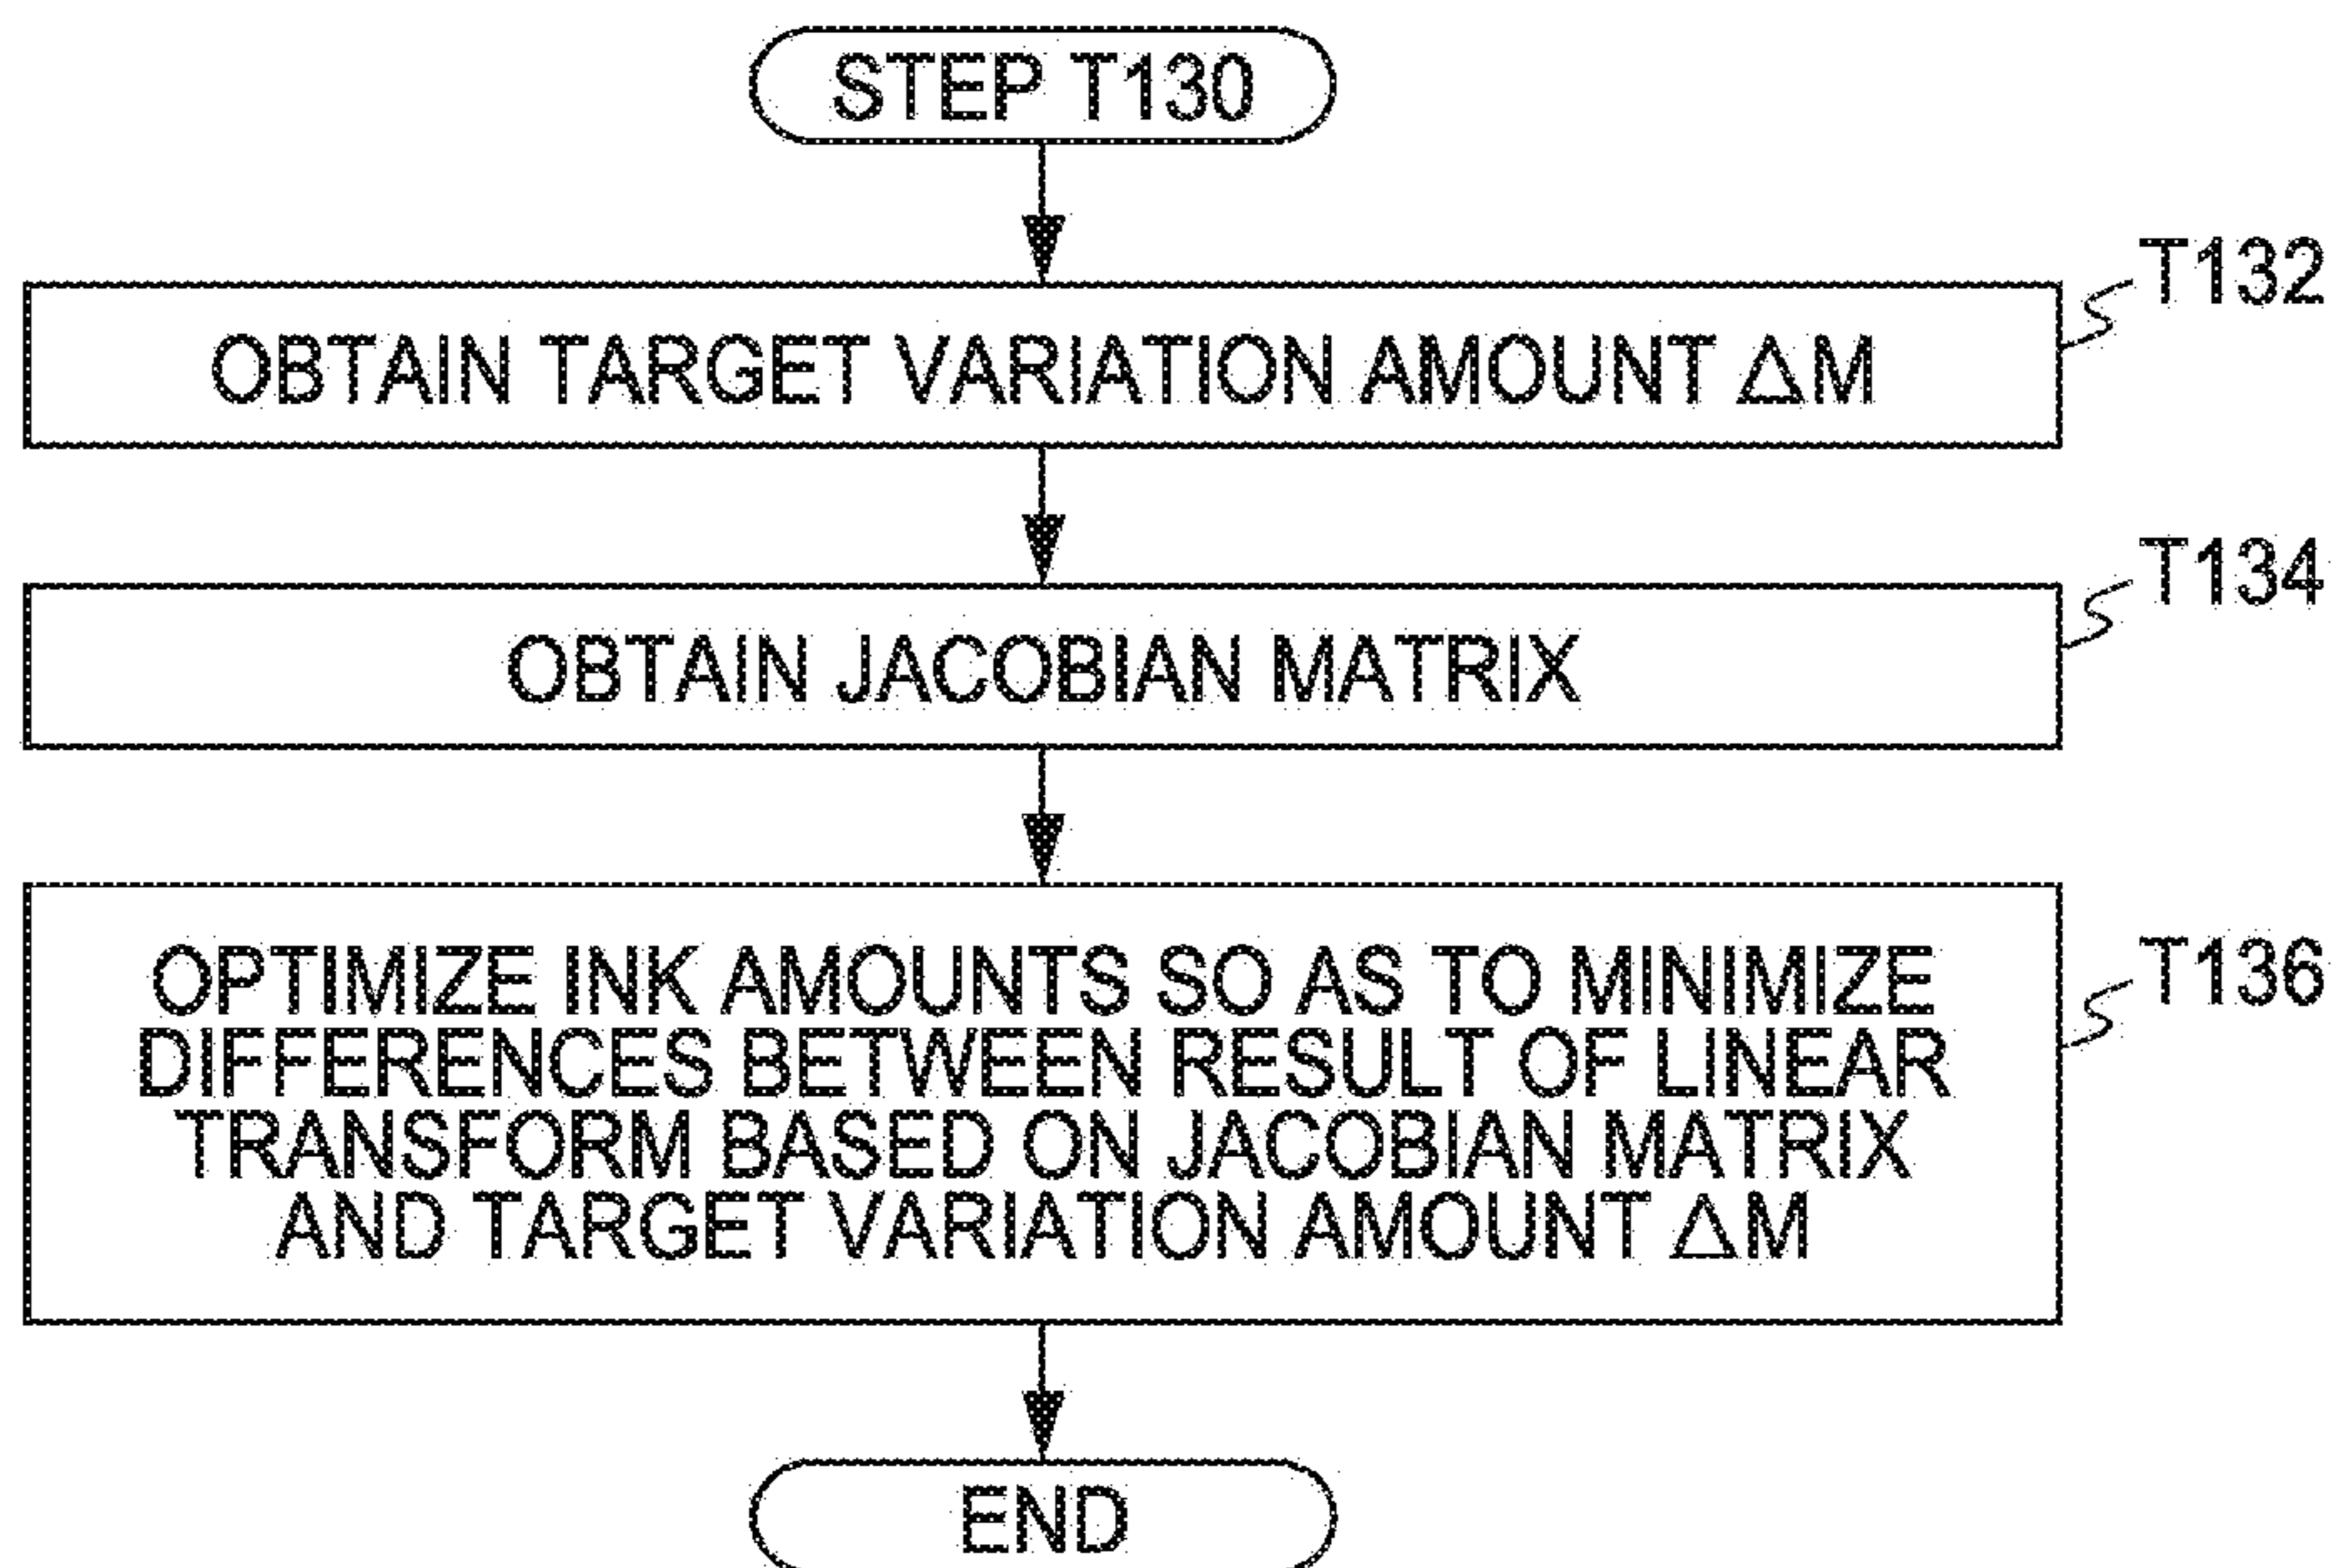 STEP T130
T132
OBTAIN TARGET VARIATION AMOUNT ΔM
T134
OBTAIN JACOBIAN MATRIX
T136
OPTIMIZE INK AMOUNTS SO AS TO MINIMIZE
DIFFERENCES BETWEEN RESULT OF LINEAR
TRANSFORM BASED ON JACOBIAN MATRIX
AND TARGET VARIATION AMOUNT ΔM
END